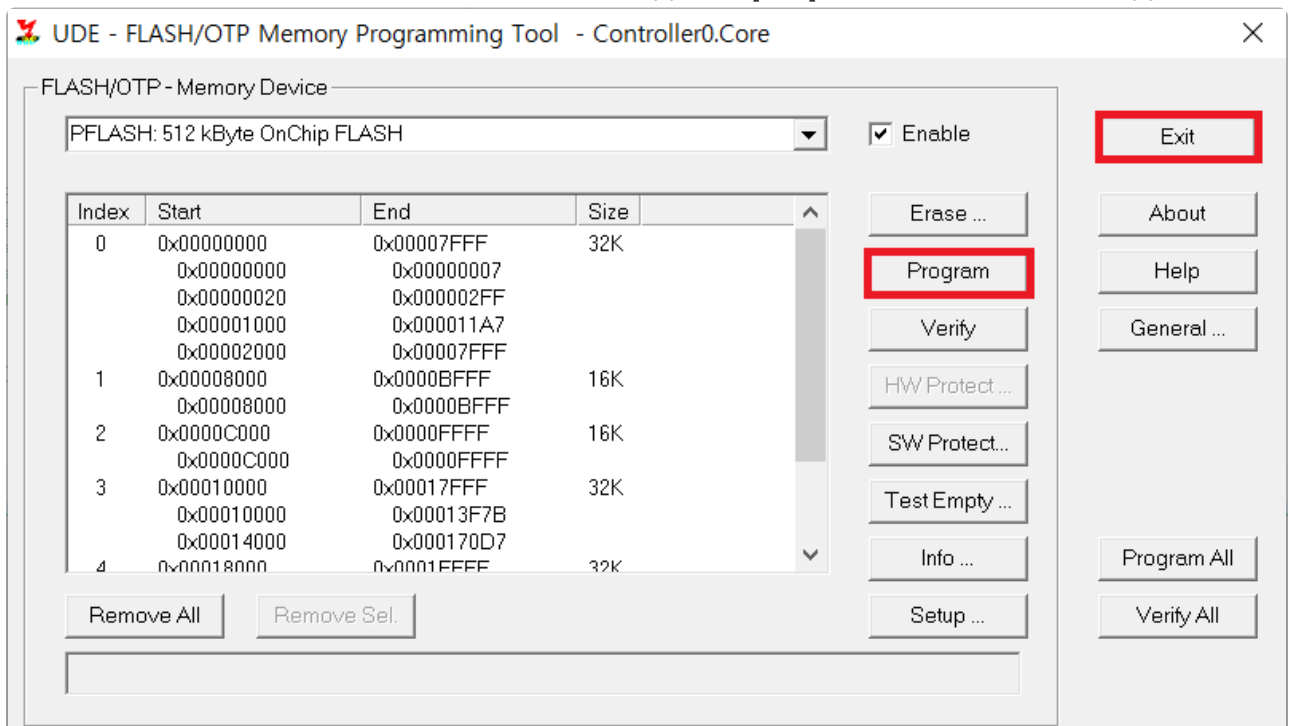 UDE - FLASH/OTP Memory Programming Tool - Controller0.Core
FLASH/OTP - Memory Device
PFLASH: 512 kByte OnChip FLASH
Enable
Exit
Index Start End Size
Erase ...
About
0 0x00000000 0x00007FFF 32K
0x00000000 0x00000007
Program
Help
0x00000020 0x000002FF
0x00001000 0x000011A7
Verify
General ...
0x00002000 0x00007FFF
1 0x00008000 0x0000BFFF 16K
HW Protect ...
0x00008000 0x0000BFFF
2 0x0000C000 0x0000FFFF 16K
SW Protect...
0x0000C000 0x0000FFFF
3 0x00010000 0x00017FFF 32K
Test Empty ...
0x00010000 0x00013F7B
0x00014000 0x000170D7
Info ...
Program All
4 0x00018000 0x0001FFFF 32K
Remove All
Remove Sel.
Setup ...
Verify All